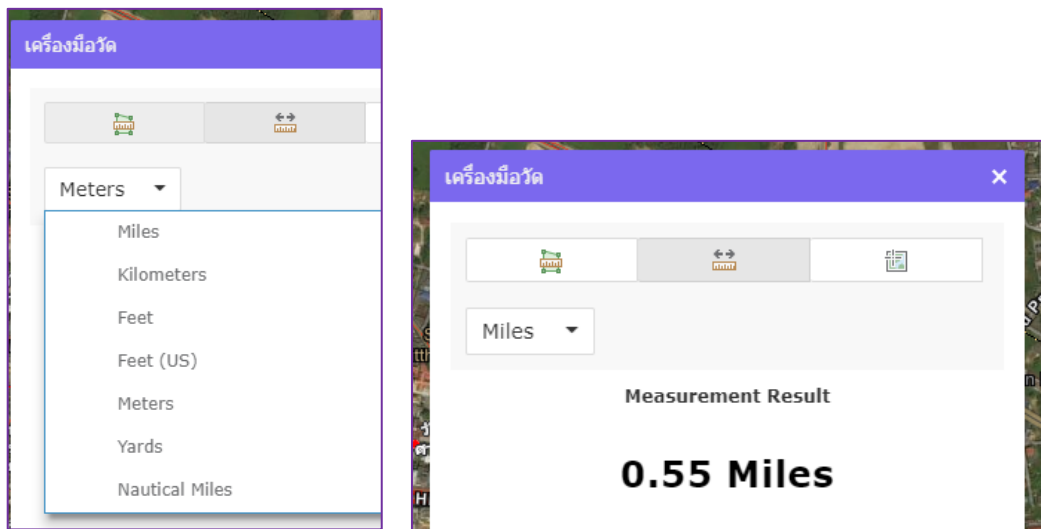 เครื่องมือวัด
Meters
Miles
Kilometers
Feet
Feet (US)
Meters
Yards
Nautical Miles
เครื่องมือวัด
Miles
Measurement Result
0.55 Miles